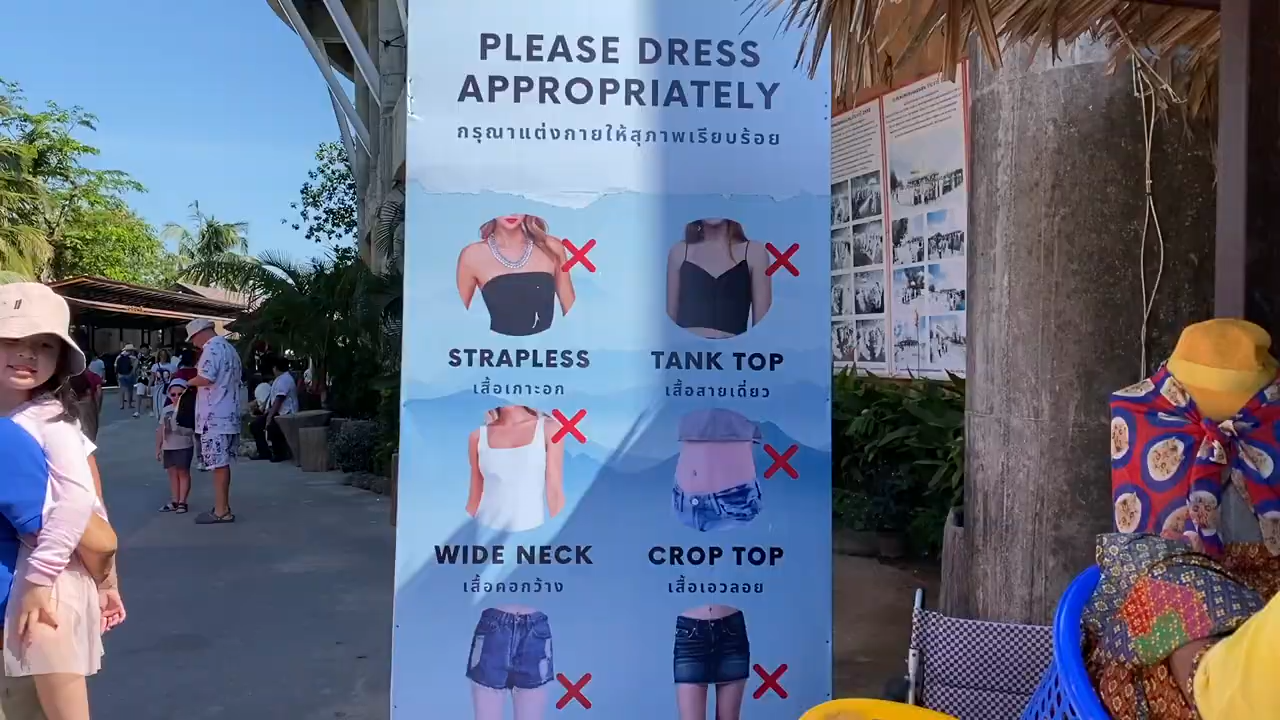 PLEASE DRESS
APPROPRIATELY
กรุณาแต่งกายให้สุภาพเรียบร้อย
STRAPLESS
เสื้อเกาะอก
TANK TOP
เสื้อสายเดี่ยว
WIDE NECK
เสื้อคอกว้าง
CROP TOP
เสื้อเอวลอย